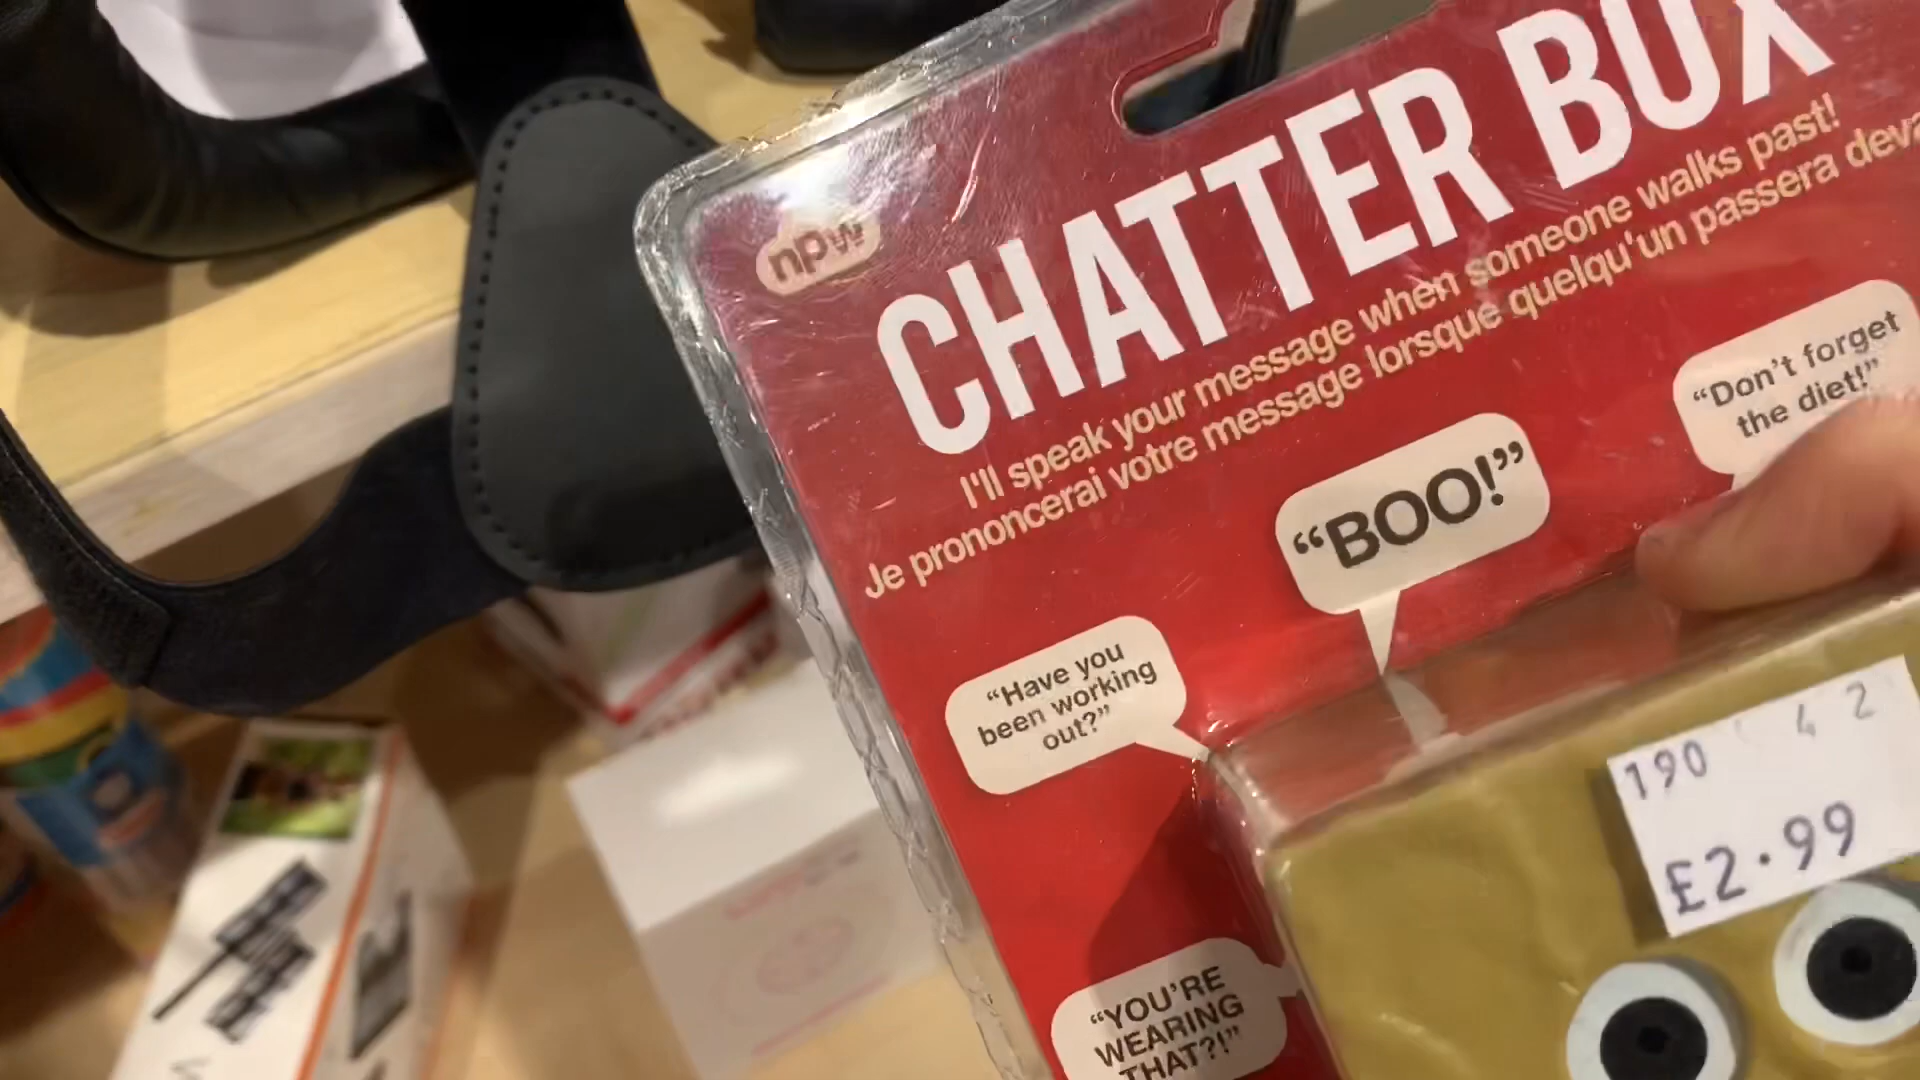 npw
CHATTER BOX
I'll speak your message when someone walks past!
Je prononcerai votre message lorsque quelqu'un passera
“Don't forget
the diet!”
“BOO!”
“Have you
been working
out?”
190 42
£2.99
“YOU'RE
WEARING
THAT?!”